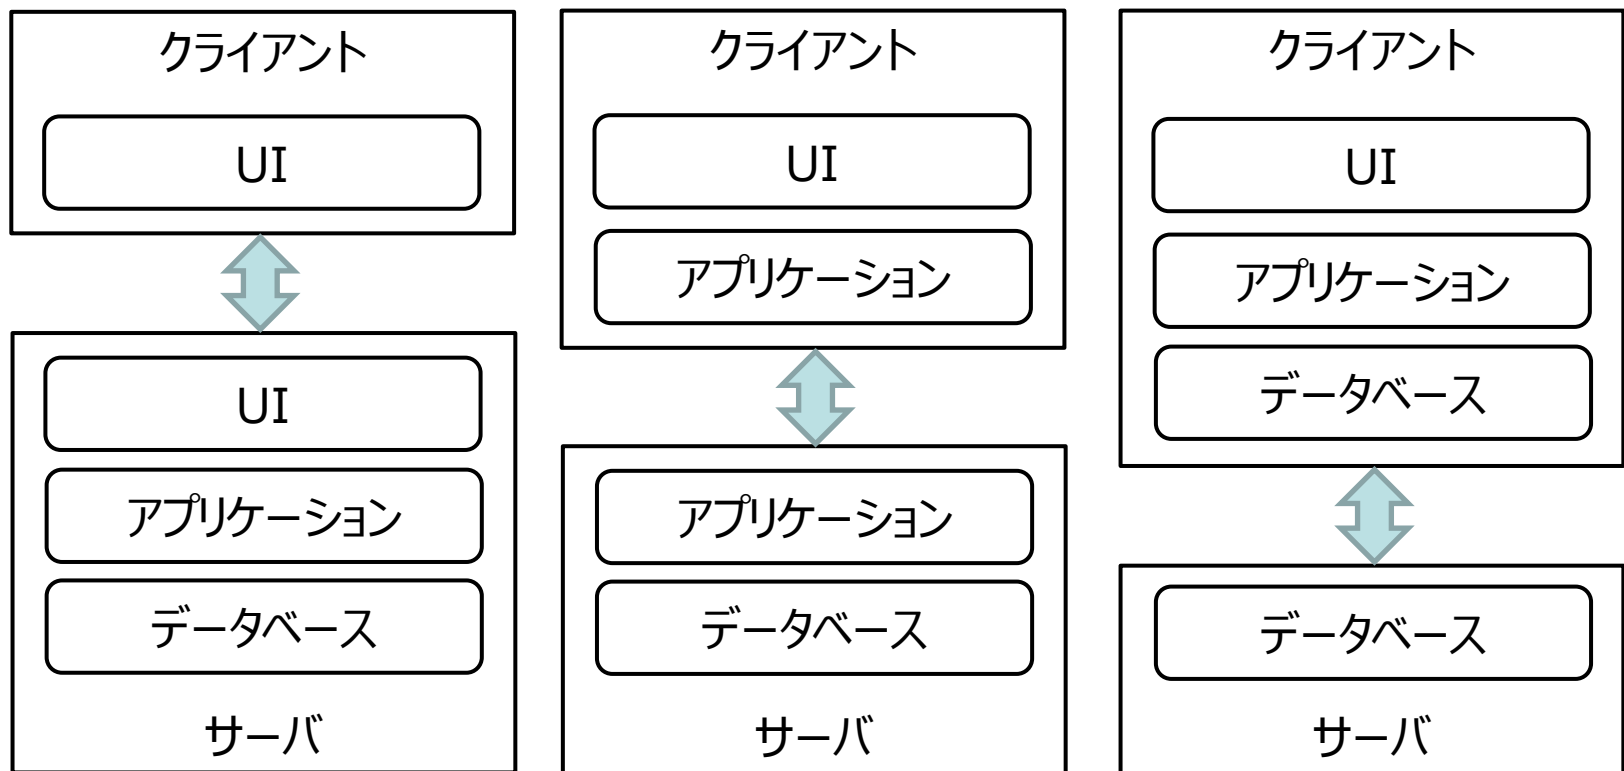 クライアント
UI
UI
アプリケーション
データベース
サーバ
クライアント
UI
アプリケーション
アプリケーション
データベース
サーバ
クライアント
UI
アプリケーション
データベース
データベース
サーバ